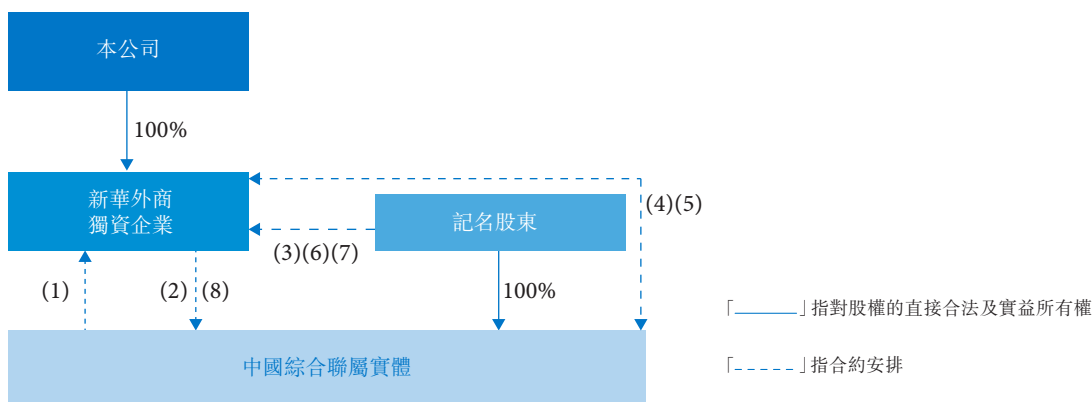 本公司
100%
新華外商
獨資企業
記名股東
(4)(5)
(3)(6)(7)
(1)
(2)
(8)
100%
「———」指對股權的直接合法及實益所有權
中國綜合聯屬實體
「-----」指合約安排